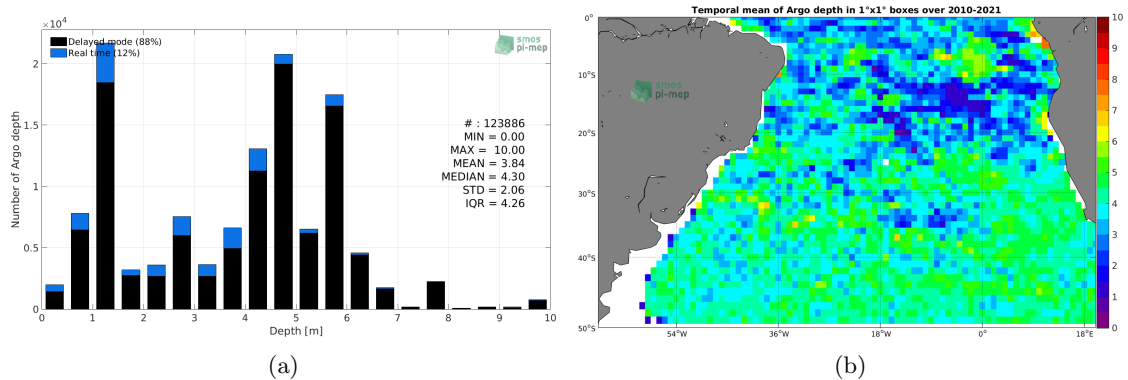 ×10⁴
2
1.5
1
0.5
0
Number of Argo depth
Delayed mode (88%)
Real time (12%)
smos
pi-mep
# : 123886
MIN = 0.00
MAX = 10.00
MEAN = 3.84
MEDIAN = 4.30
STD = 2.06
IQR = 4.26
0 1 2 3 4 5 6 7 8 9 10
Depth [m]
(a)
Temporal mean of Argo depth in 1°x1° boxes over 2010-2021
0°
10°S
20°S
30°S
40°S
50°S
smos
pi-mep
54°W 36°W 18°W 0° 18°E
10
9
8
7
6
5
4
3
2
1
0
(b)